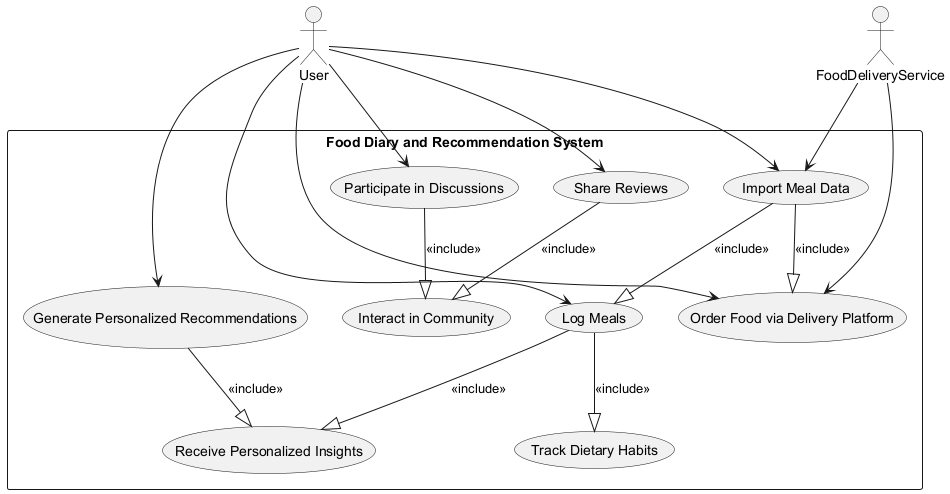 User
FoodDeliveryService
Food Diary and Recommendation System
Participate in Discussions
Share Reviews
Import Meal Data
«include»
«include»
«include»
«include»
Generate Personalized Recommendations
Interact in Community
Log Meals
Order Food via Delivery Platform
«include»
«include»
«include»
Receive Personalized Insights
Track Dietary Habits